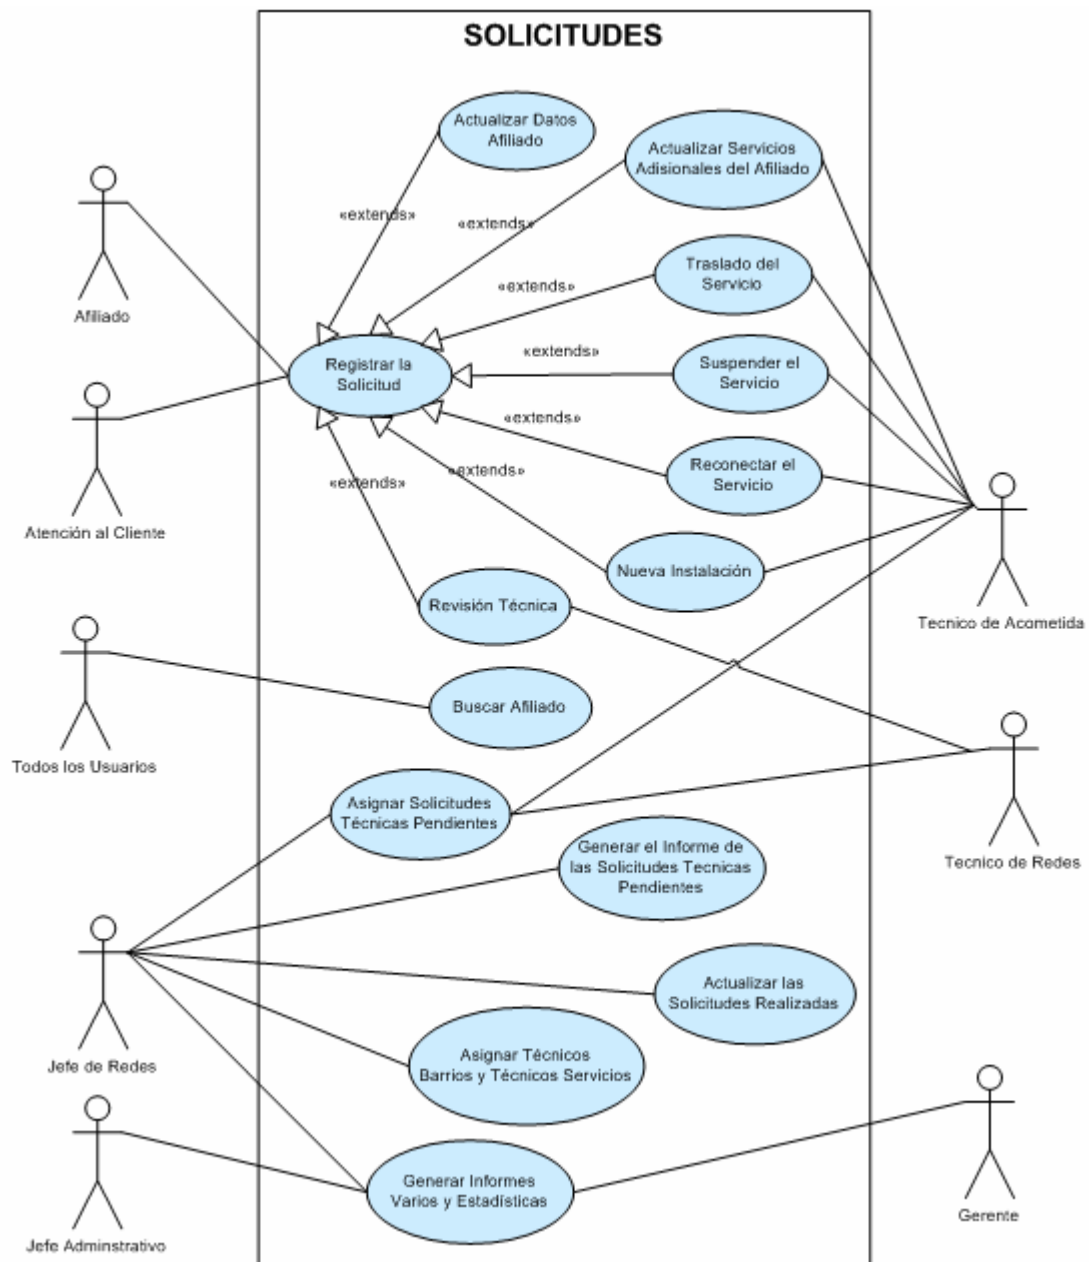 SOLICITUDES
Actualizar Datos
Afiliado
Actualizar Servicios
Adisionales del Afiliado
«extends»
«extends»
Traslado del
Servicio
«extends»
Afiliado
Registrar la
Solicitud
«extends»
Suspender el
Servicio
«extends»
Reconectar el
Servicio
«extends»
«extends»
Atención al Cliente
Nueva Instalación
Revisión Técnica
Tecnico de Acometida
Buscar Afiliado
Todos los Usuarios
Asignar Solicitudes
Técnicas Pendientes
Generar el Informe de
las Solicitudes Tecnicas
Pendientes
Tecnico de Redes
Actualizar las
Solicitudes Realizadas
Jefe de Redes
Asignar Técnicos
Barrios y Técnicos Servicios
Generar Informes
Varios y Estadísticas
Gerente
Jefe Adminstrativo